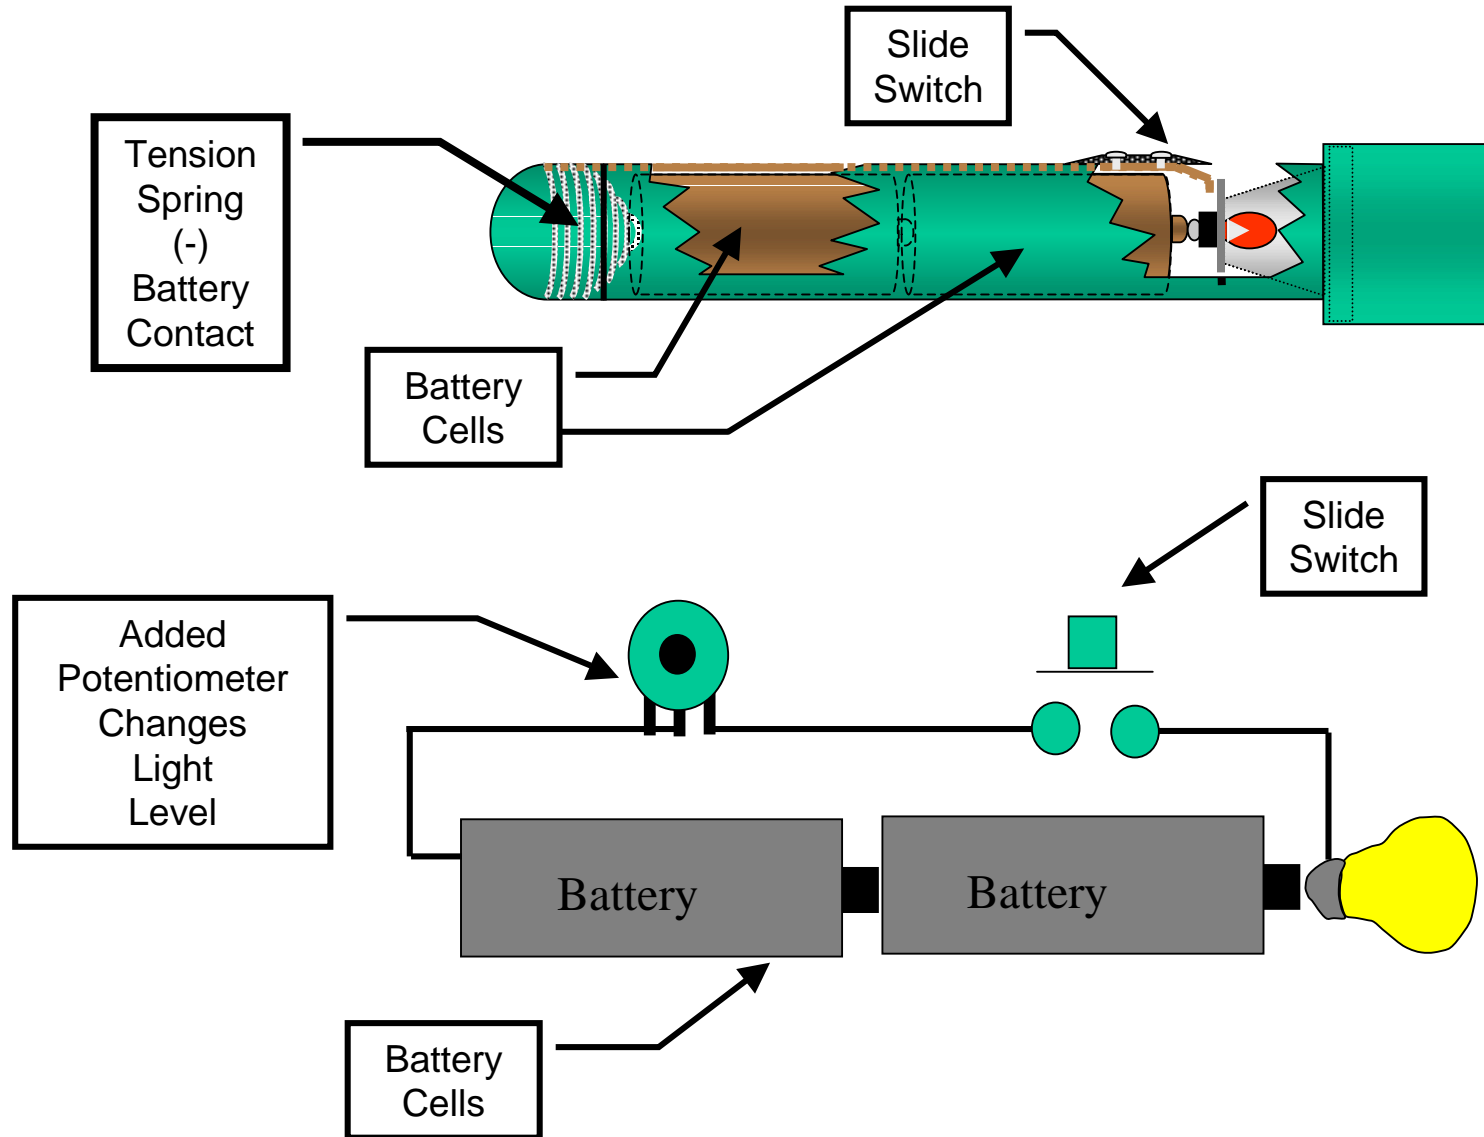 Slide
Switch
Tension
Spring
(-)
Battery
Contact
Battery
Cells
Slide
Switch
Added
Potentiometer
Changes
Light
Level
Battery
Battery
Battery
Cells